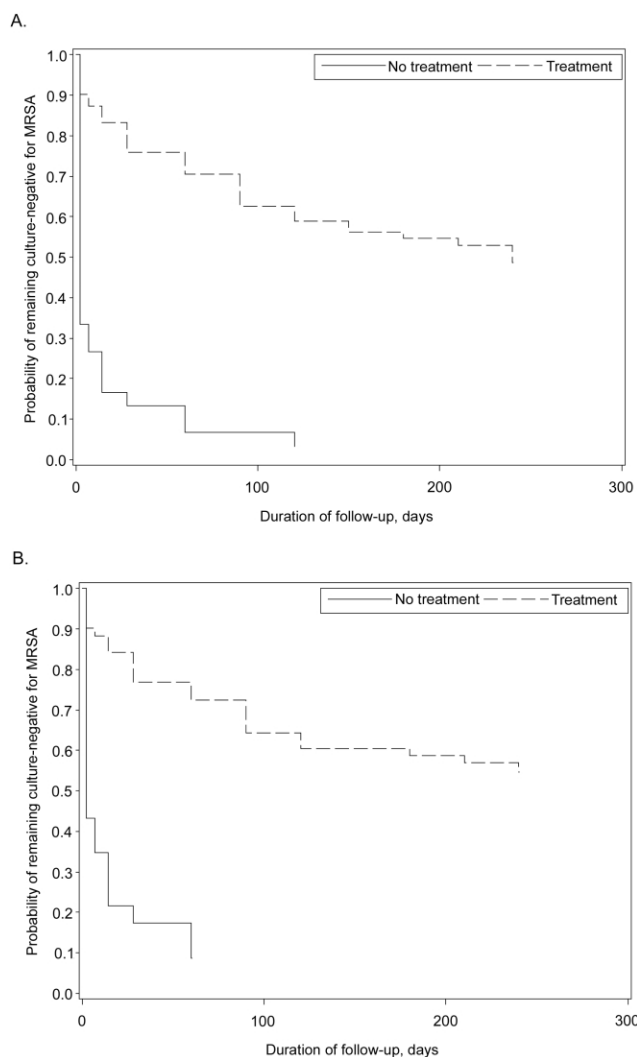 A.
No treatment Treatment
1.0
0.9
0.8
0.7
0.6
0.5
0.4
0.3
0.2
0.1
0.0
Probability of remaining culture-negative for MRSA
0 100 200 300
Duration of follow-up, days
B.
No treatment Treatment
1.0
0.9
0.8
0.7
0.6
0.5
0.4
0.3
0.2
0.1
0.0
Probability of remaining culture-negative for MRSA
0 100 200 300
Duration of follow-up, days